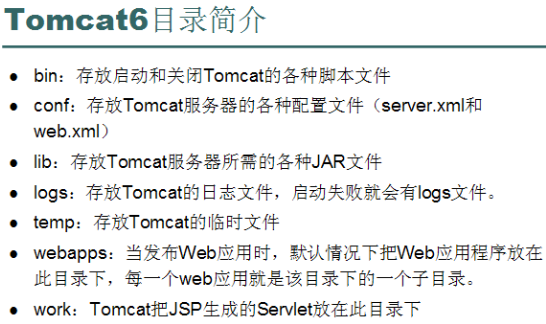 Tomcat6目录简介
● bin：存放启动和关闭Tomcat的各种脚本文件
● conf：存放Tomcat服务器的各种配置文件（server.xml和
web.xml）
● lib：存放Tomcat服务器所需的各种JAR文件
● logs：存放Tomcat的日志文件，启动失败就会有logs文件。
● temp：存放Tomcat的临时文件
● webapps：当发布Web应用时，默认情况下把Web应用程序放在
此目录下，每一个web应用就是该目录下的一个子目录。
● work：Tomcat把JSP生成的Servlet放在此目录下